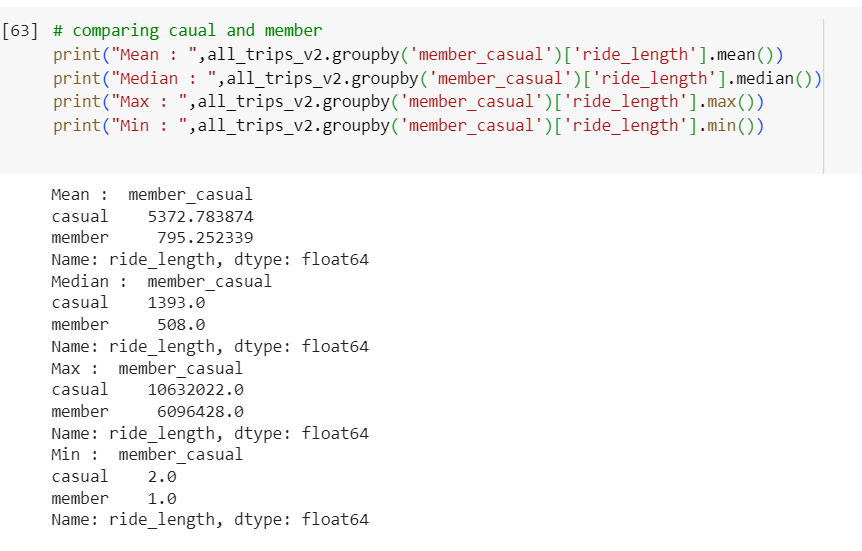 [63] # comparing caual and member
print("Mean : ",all_trips_v2.groupby('member_casual')['ride_length'].mean())
print("Median : ",all_trips_v2.groupby('member_casual')['ride_length'].median())
print("Max : ",all_trips_v2.groupby('member_casual')['ride_length'].max())
print("Min : ",all_trips_v2.groupby('member_casual')['ride_length'].min())
Mean :  member_casual
casual    5372.783874
member     795.252339
Name: ride_length, dtype: float64
Median :  member_casual
casual    1393.0
member     508.0
Name: ride_length, dtype: float64
Max :  member_casual
casual    10632022.0
member     6096428.0
Name: ride_length, dtype: float64
Min :  member_casual
casual    2.0
member    1.0
Name: ride_length, dtype: float64